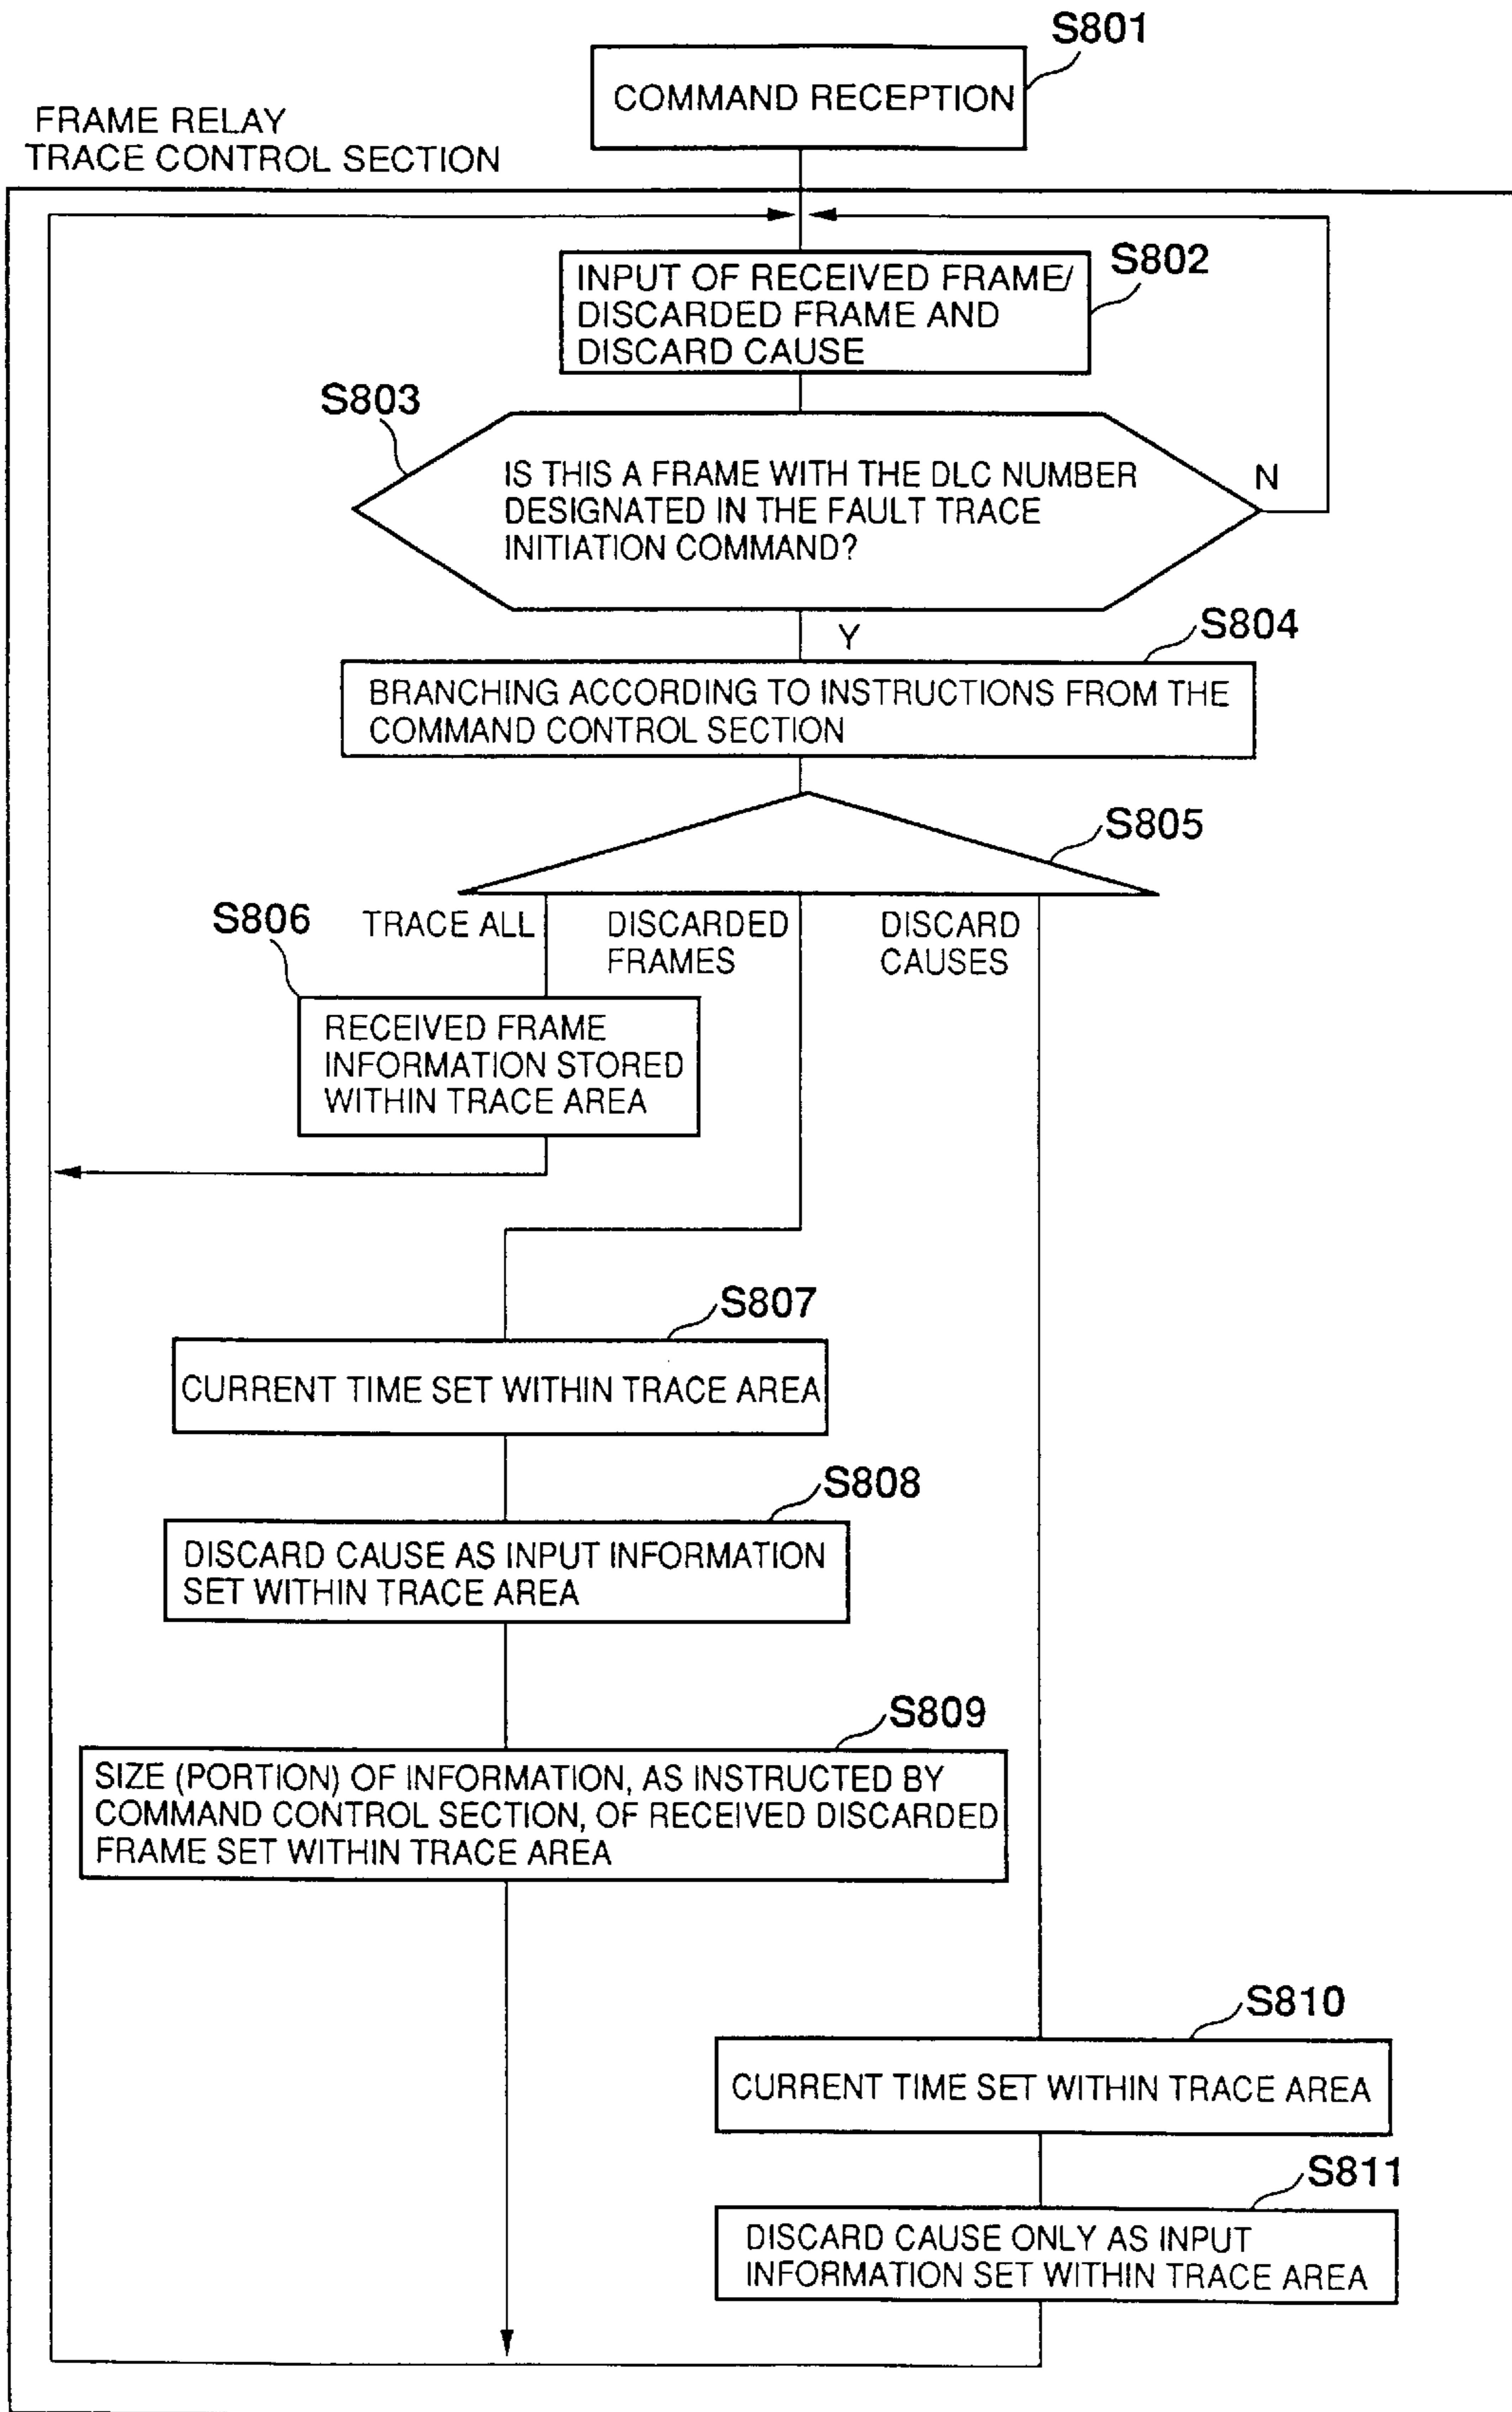 S801
COMMAND RECEPTION
FRAME RELAY
TRACE CONTROL SECTION
S802
INPUT OF RECEIVED FRAME/
DISCARDED FRAME AND
DISCARD CAUSE
S803
IS THIS A FRAME WITH THE DLC NUMBER
DESIGNATED IN THE FAULT TRACE
INITIATION COMMAND?
N
Y
S804
BRANCHING ACCORDING TO INSTRUCTIONS FROM THE
COMMAND CONTROL SECTION
S805
S806
TRACE ALL
DISCARDED
FRAMES
DISCARD
CAUSES
RECEIVED FRAME
INFORMATION STORED
WITHIN TRACE AREA
S807
CURRENT TIME SET WITHIN TRACE AREA
S808
DISCARD CAUSE AS INPUT INFORMATION
SET WITHIN TRACE AREA
S809
SIZE (PORTION) OF INFORMATION, AS INSTRUCTED BY
COMMAND CONTROL SECTION, OF RECEIVED DISCARDED
FRAME SET WITHIN TRACE AREA
S810
CURRENT TIME SET WITHIN TRACE AREA
S811
DISCARD CAUSE ONLY AS INPUT
INFORMATION SET WITHIN TRACE AREA